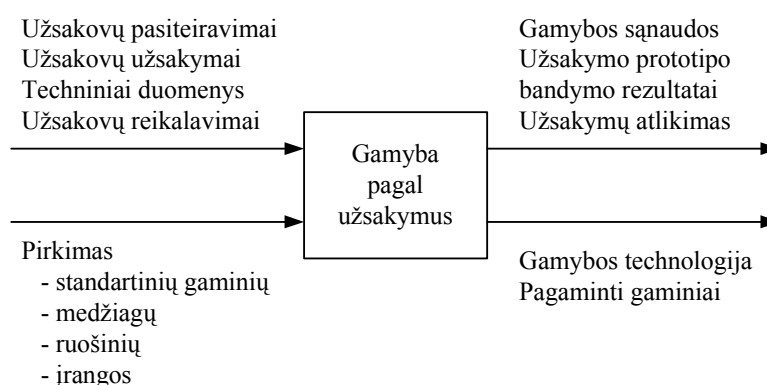 Užsakovų pasiteiravimai
Užsakovų užsakymai
Techniniai duomenys
Užsakovų reikalavimai
Gamybos sąnaudos
Užsakymo prototipo
bandymo rezultatai
Užsakymų atlikimas
Gamyba
pagal
užsakymus
Pirkimas
- standartinių gaminių
- medžiagų
- ruošinių
- įrangos
Gamybos technologija
Pagaminti gaminiai